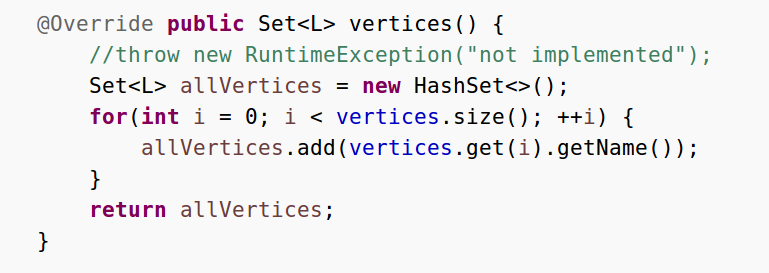 @Override public Set<L> vertices() {
//throw new RuntimeException("not implemented");
Set<L> allVertices = new HashSet<>();
for(int i = 0; i < vertices.size(); ++i) {
allVertices.add(vertices.get(i).getName());
}
return allVertices;
}